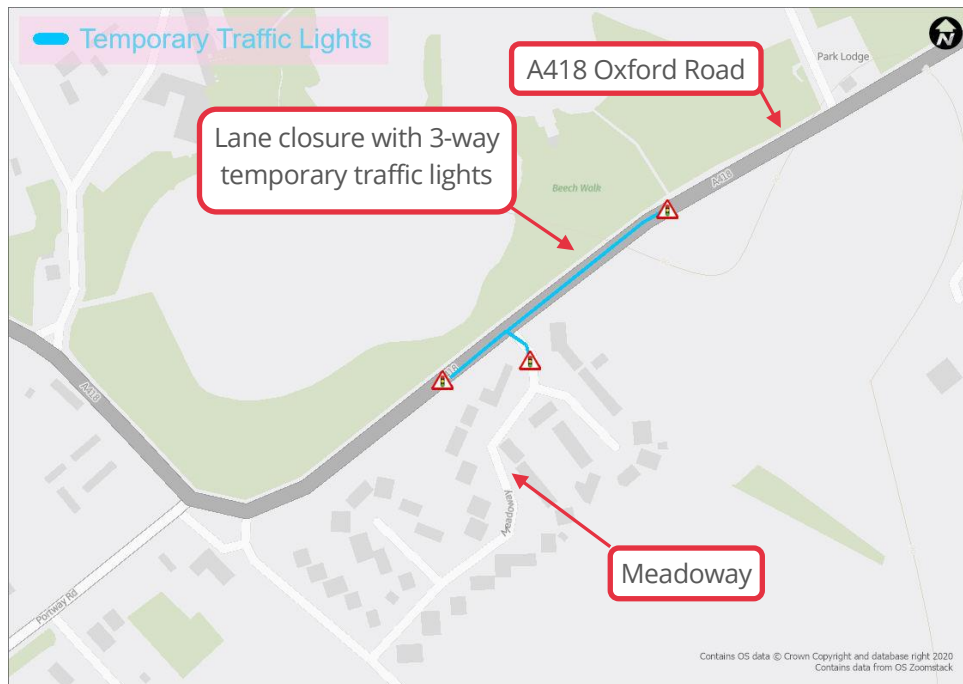 Temporary Traffic Lights
N
Park Lodge
A418 Oxford Road
Lane closure with 3-way
temporary traffic lights
A418
Beech Walk
A418
Meadoway
Meadoway
Portway Rd
Contains OS data © Crown Copyright and database right 2020
Contains data from OS Zoomstack